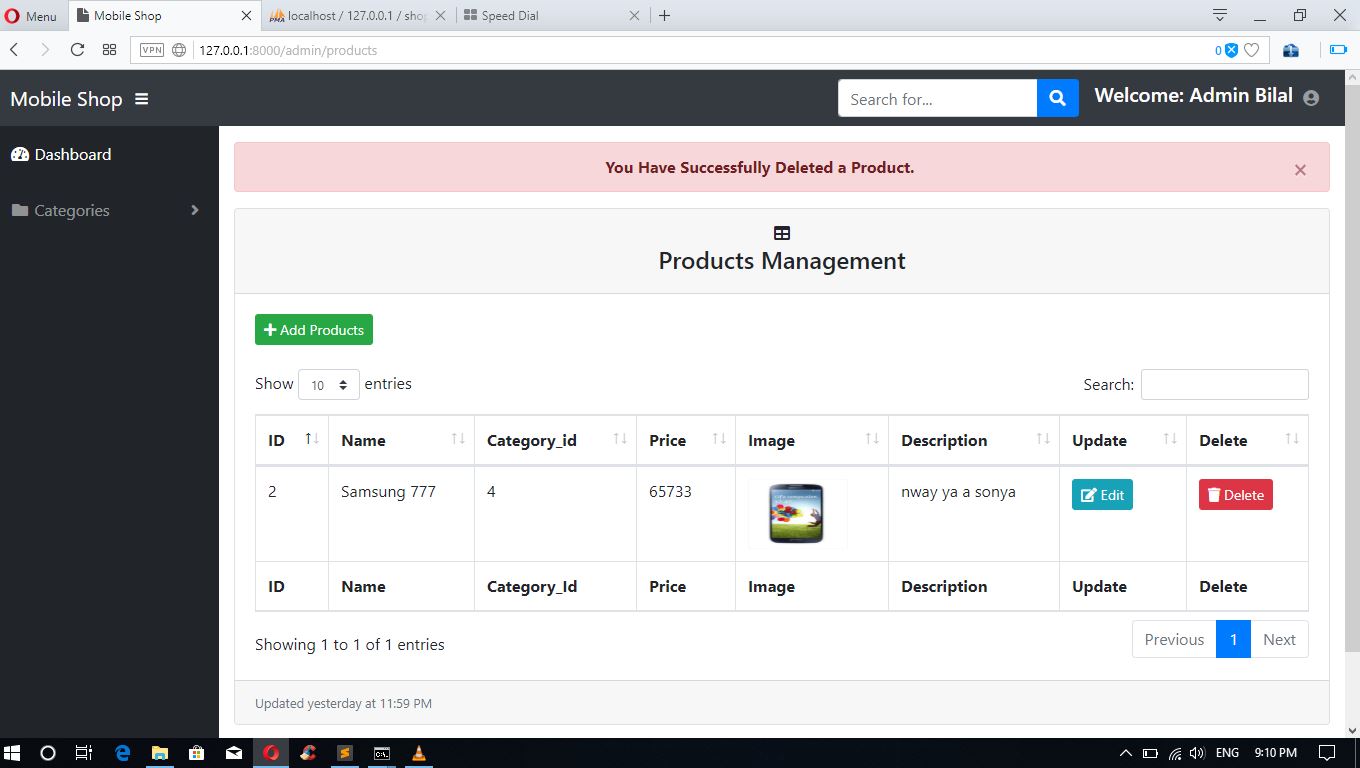 Menu
Mobile Shop
localhost / 127.0.0.1 / shop
Speed Dial
VPN
127.0.0.1:8000/admin/products
0
Mobile Shop
Search for...
Welcome: Admin Bilal
Dashboard
Categories
You Have Successfully Deleted a Product.
×
Products Management
Add Products
Show 10 entries
Search:
ID Name Category_id Price Image Description Update Delete
2 Samsung 777 4 65733 nway ya a sonya Edit Delete
ID Name Category_Id Price Image Description Update Delete
Showing 1 to 1 of 1 entries
Previous 1 Next
Updated yesterday at 11:59 PM
ENG
9:10 PM